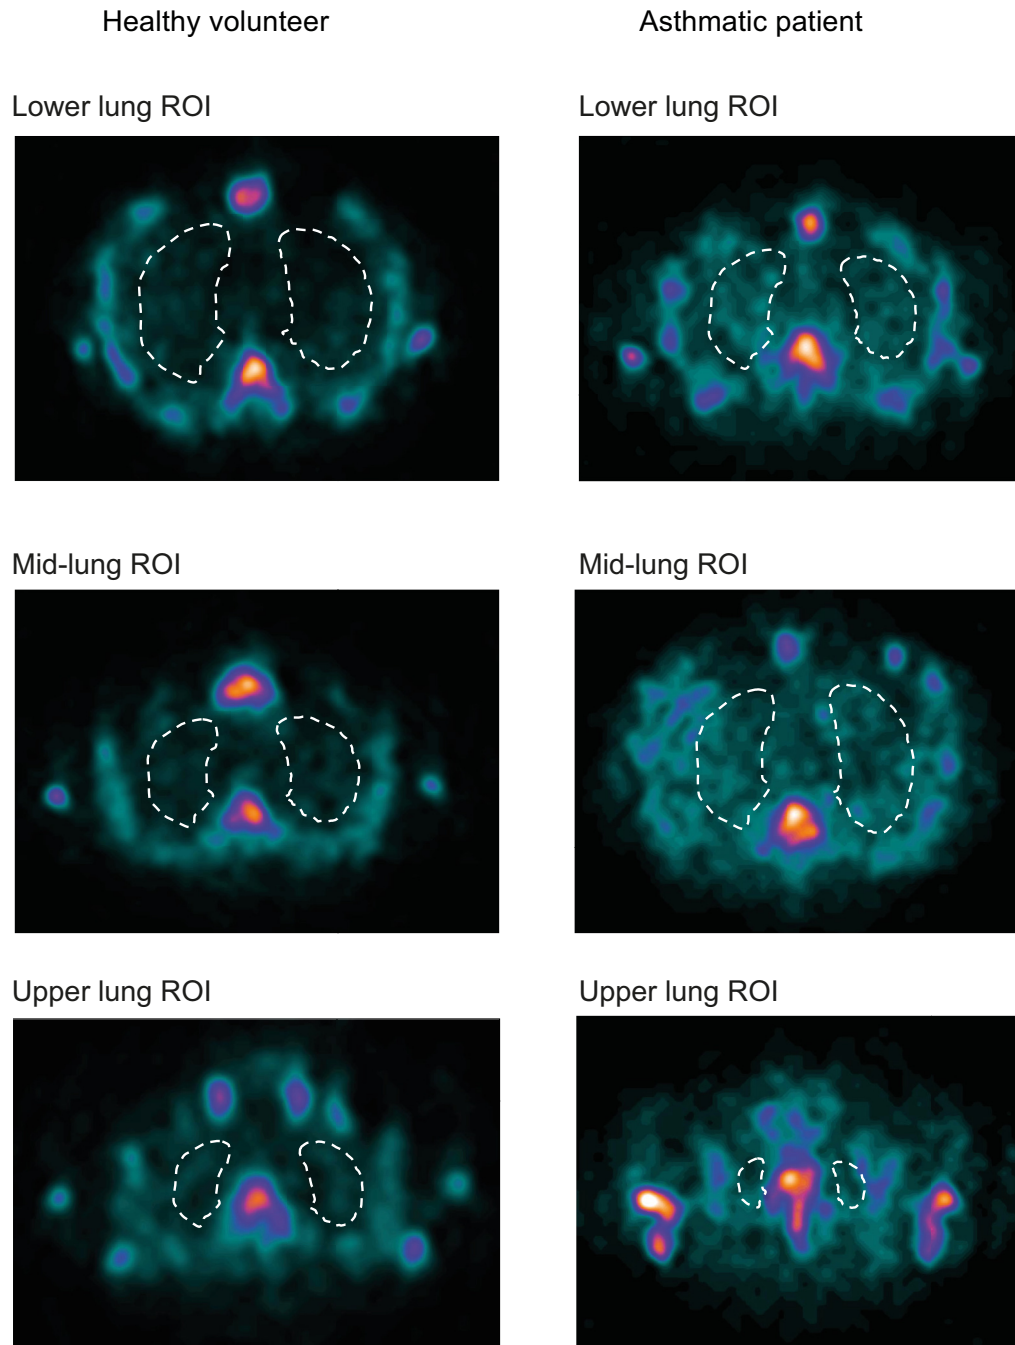 Healthy volunteer
Asthmatic patient
Lower lung ROI
Lower lung ROI
Mid-lung ROI
Mid-lung ROI
Upper lung ROI
Upper lung ROI